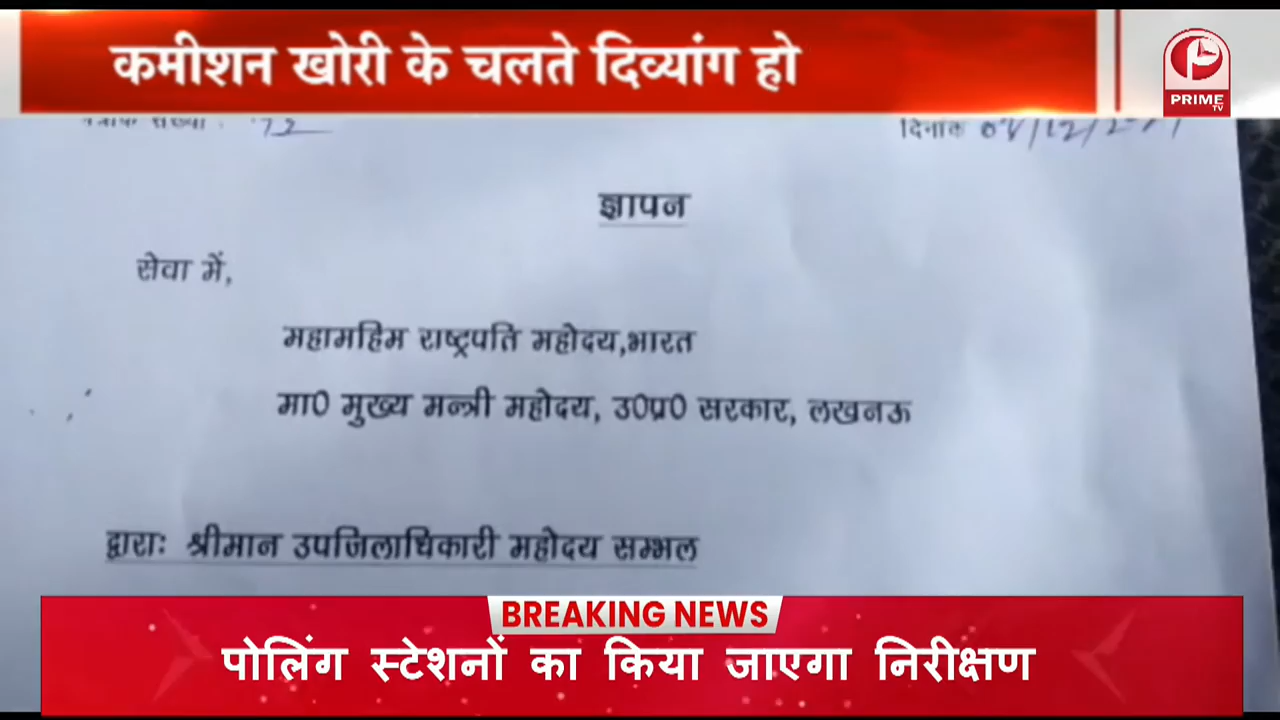 कमीशन खोरी के चलते दिव्यांग हो
PRIME
TV
दिनांक
ज्ञापन
सेवा में,
महामहिम राष्ट्रपति महोदय,भारत
मा0 मुख्य मन्त्री महोदय, उ0प्र0 सरकार, लखनऊ
द्वाराः श्रीमान उपजिलाधिकारी महोदय सम्भल
BREAKING NEWS
पोलिंग स्टेशनों का किया जाएगा निरीक्षण